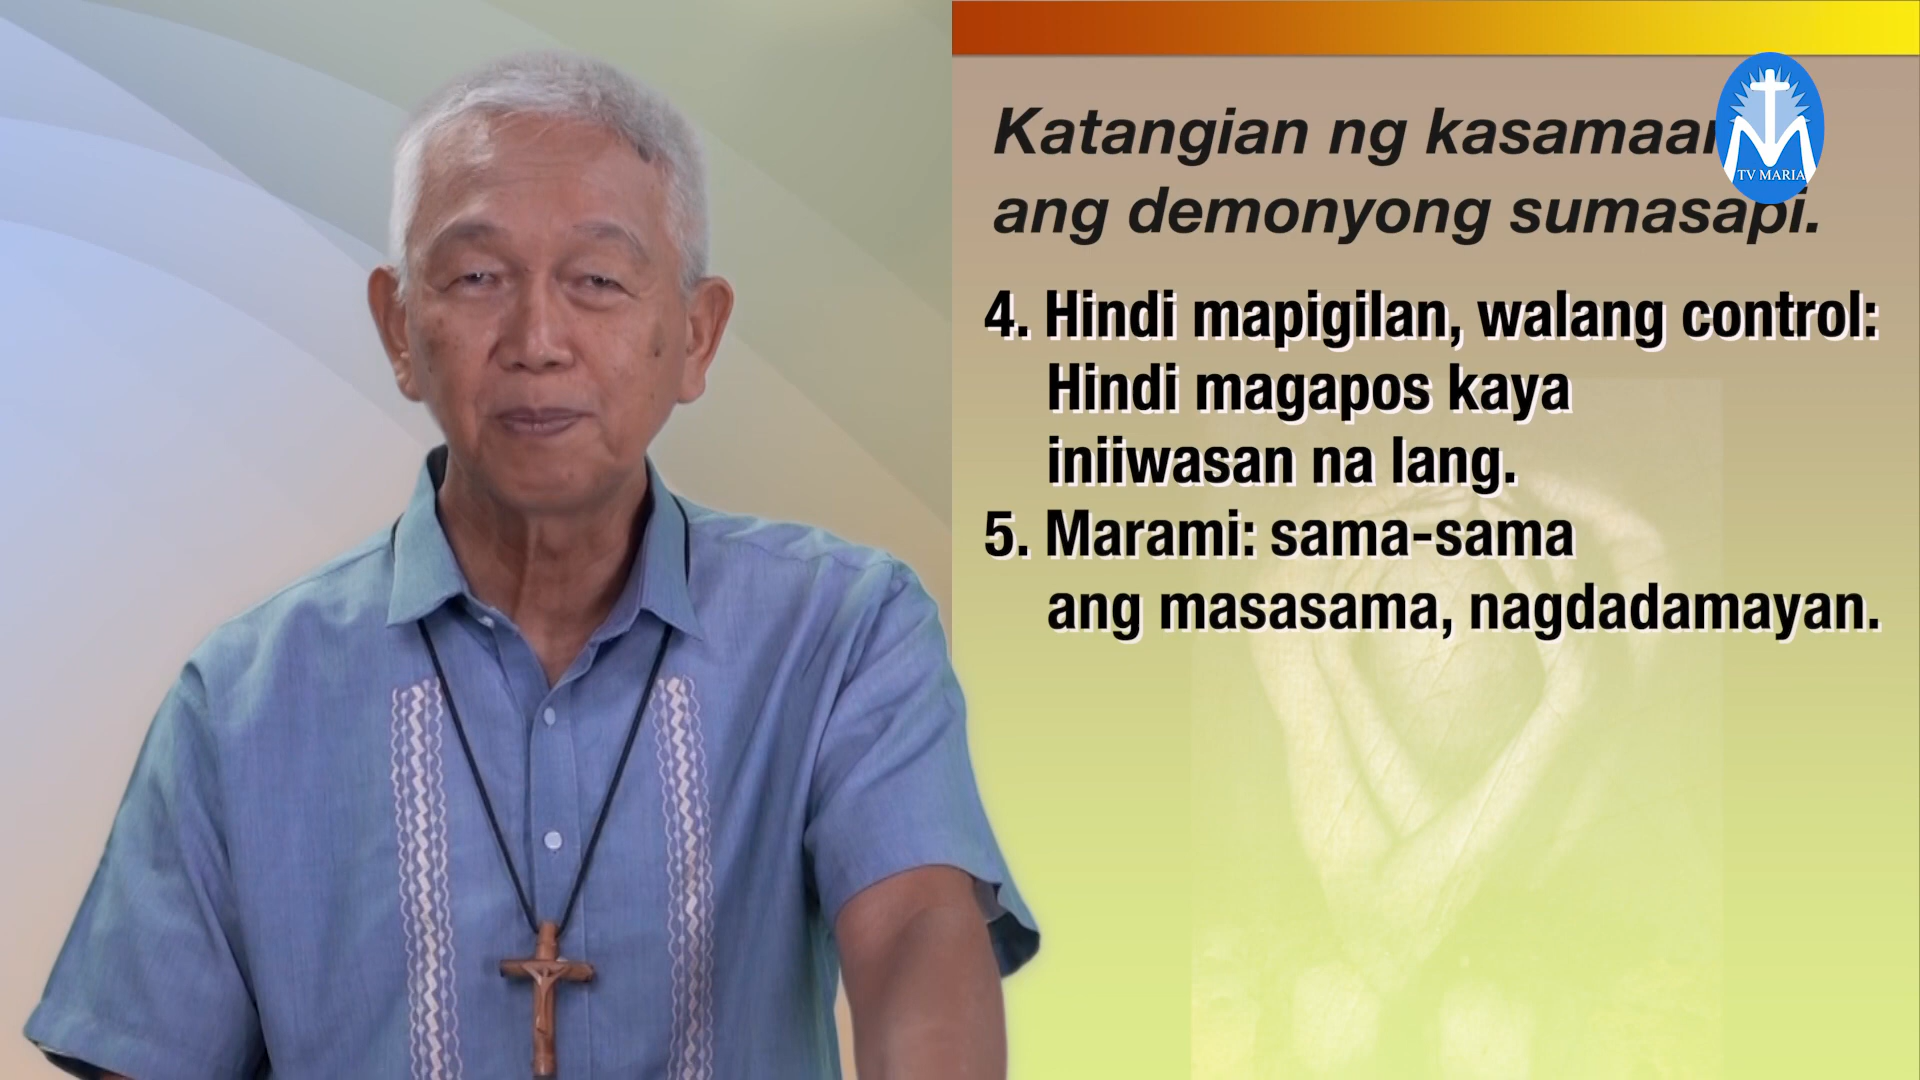 Katangian ng kasamaan
ang demonyong sumasapi.
TV MARIA
4. Hindi mapigilan, walang control:
Hindi magapos kaya
iniiwasan na lang.
5. Marami: sama-sama
ang masasama, nagdadamayan.